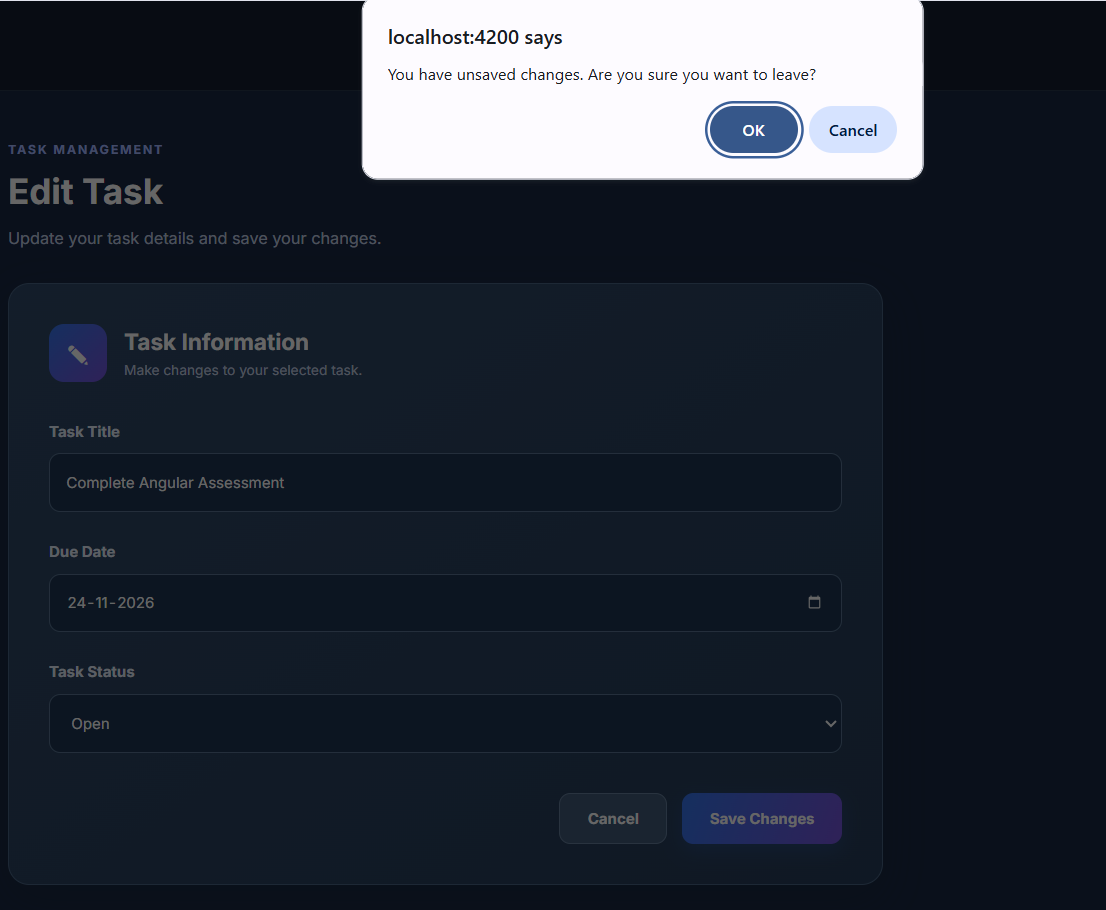 localhost:4200 says
You have unsaved changes. Are you sure you want to leave?
OK
Cancel
TASK MANAGEMENT
Edit Task
Update your task details and save your changes.
Task Information
Make changes to your selected task.
Task Title
Complete Angular Assessment
Due Date
24-11-2026
Task Status
Open
Cancel
Save Changes